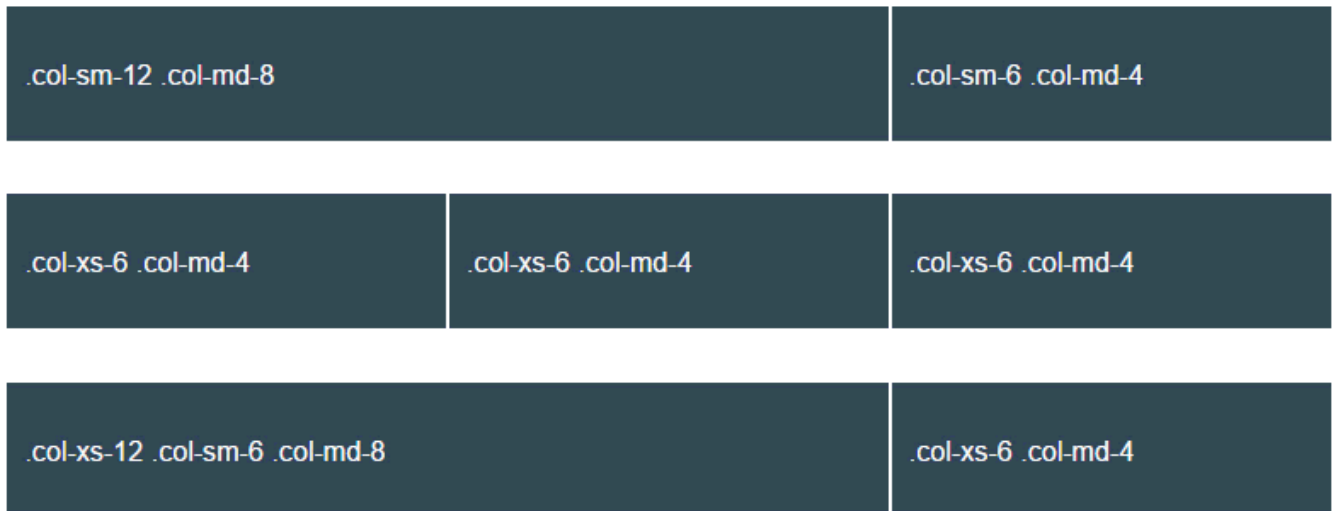 .col-sm-12 .col-md-8
.col-sm-6 .col-md-4
.col-xs-6 .col-md-4
.col-xs-6 .col-md-4
.col-xs-6 .col-md-4
.col-xs-12 .col-sm-6 .col-md-8
.col-xs-6 .col-md-4